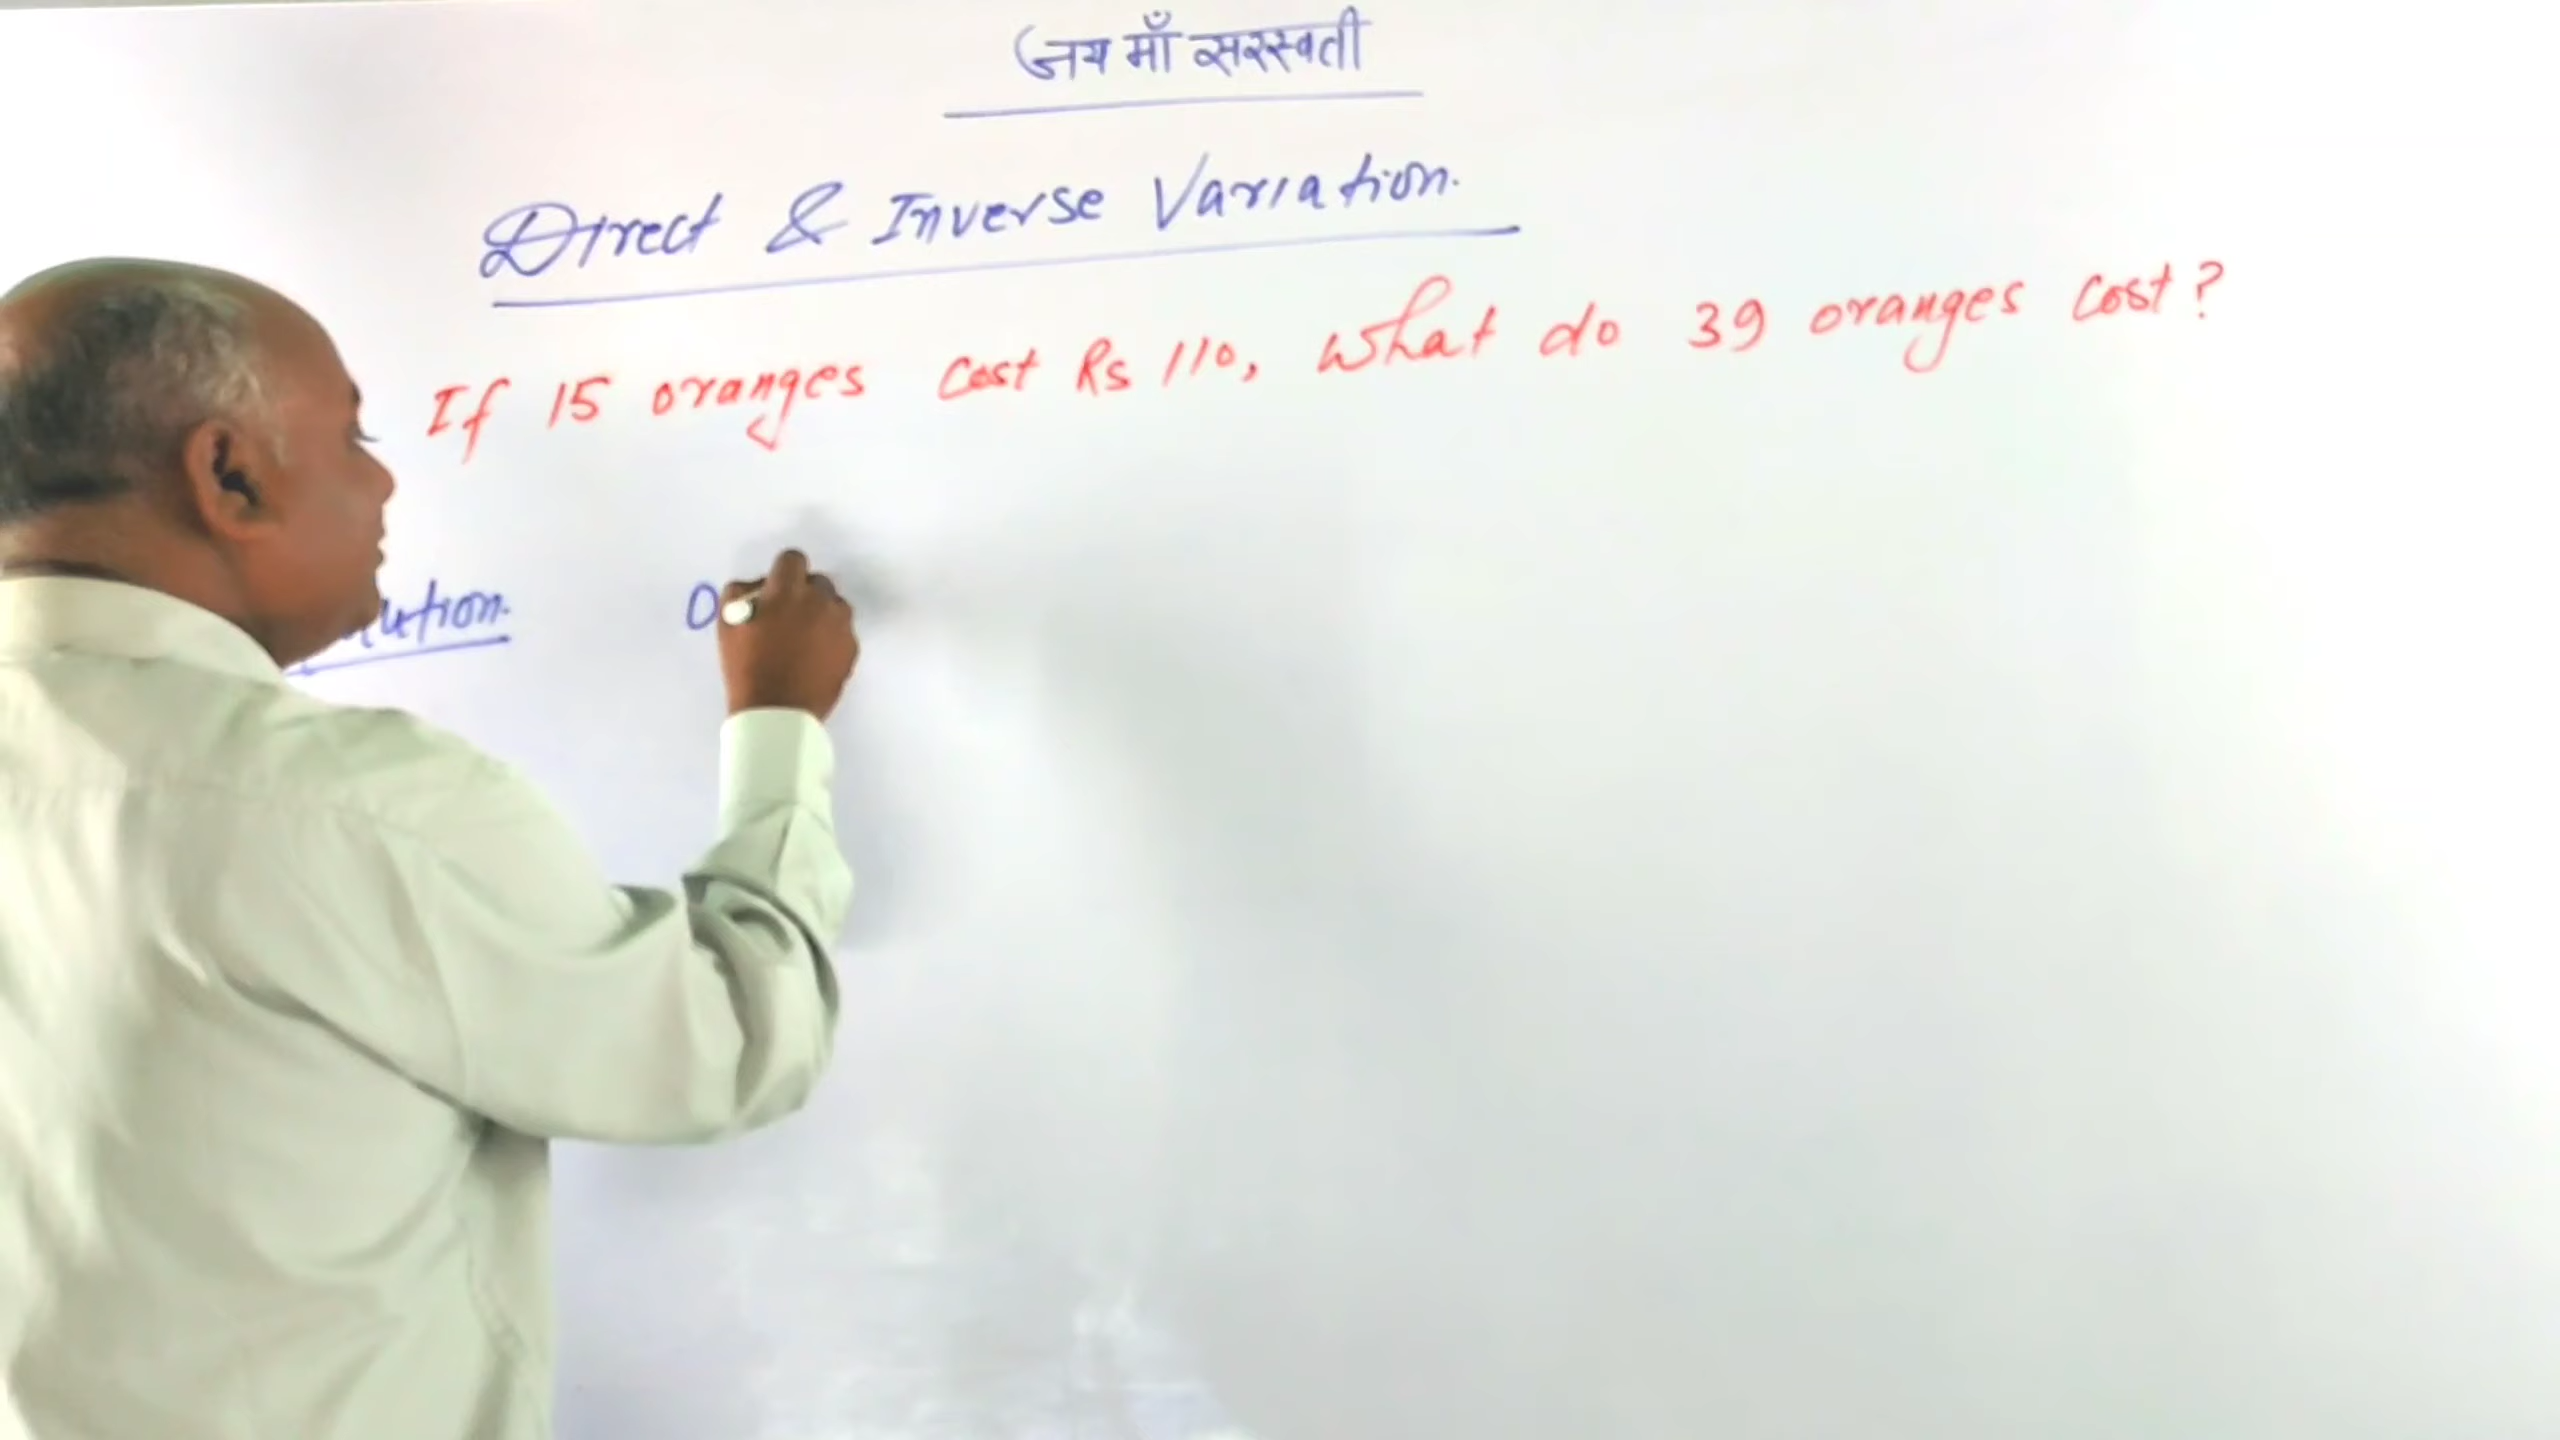 जय माँ सरस्वती
Direct & Inverse Variation.
If 15 oranges cost Rs 110, What do 39 oranges cost?